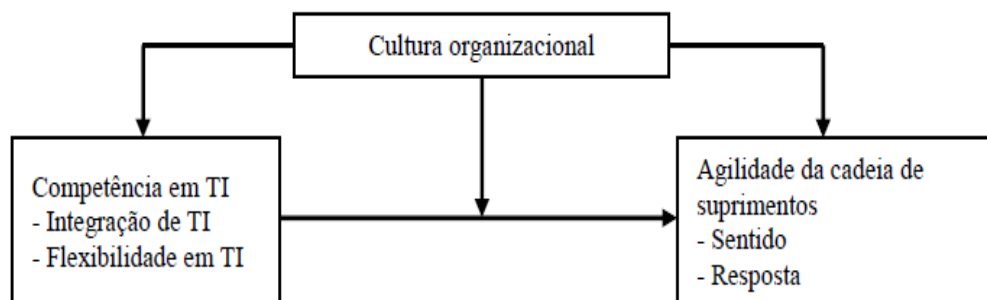 Cultura organizacional
Competência em TI
- Integração de TI
- Flexibilidade em TI
Agilidade da cadeia de
suprimentos
- Sentido
- Resposta